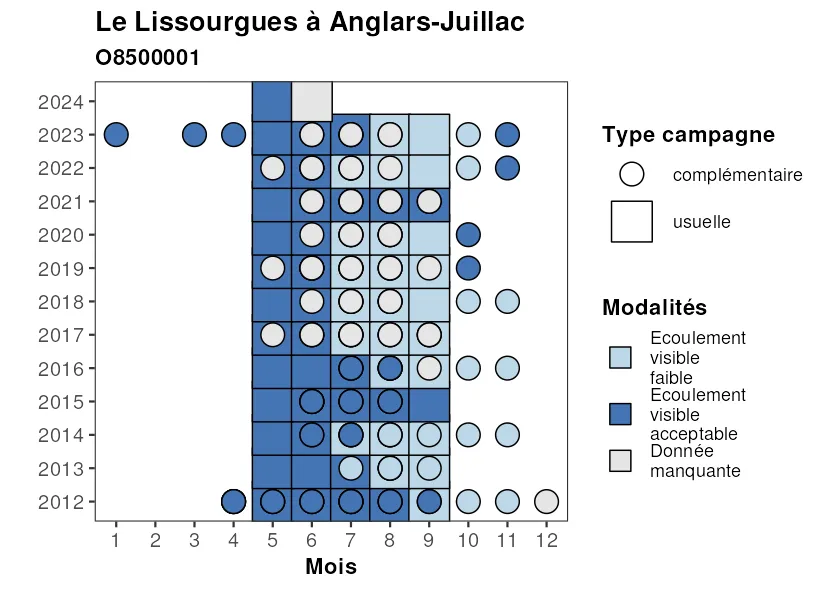 Le Lissourgues à Anglars-Juillac
O8500001
2024
2023
2022
2021
2020
2019
2018
2017
2016
2015
2014
2013
2012
1 2 3 4 5 6 7 8 9 10 11 12
Mois
Type campagne
complémentaire
usuelle
Modalités
Ecoulement
visible
faible
Ecoulement
visible
acceptable
Donnée
manquante